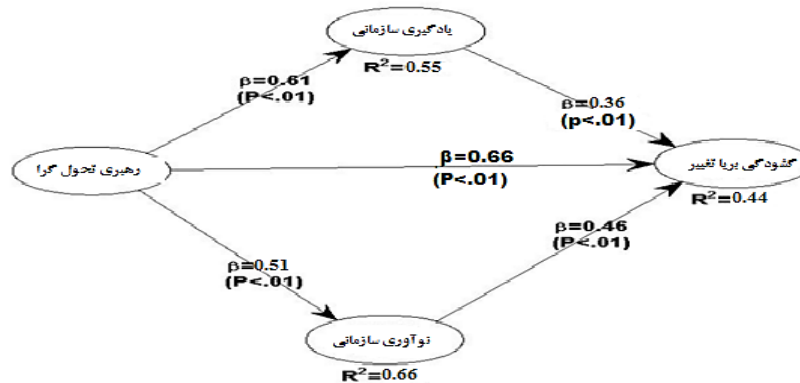 یادگیری سازمانی
R²=0.55
β=0.61
(P<.01)
β=0.36
(p<.01)
رهبری تحول گرا
β=0.66
(P<.01)
گشودگی برپا تغییر
R²=0.44
β=0.46
(P<.01)
β=0.51
(P<.01)
نوآوری سازمانی
R²=0.66